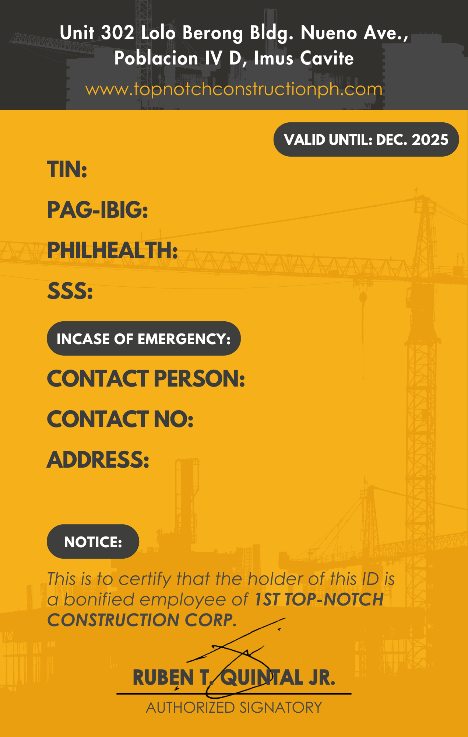 Unit 302 Lolo Berong Bldg. Nueno Ave.,
Poblacion IV D, Imus Cavite
www.topnotchconstructionph.com
VALID UNTIL: DEC. 2025
TIN:
PAG-IBIG:
PHILHEALTH:
SSS:
INCASE OF EMERGENCY:
CONTACT PERSON:
CONTACT NO:
ADDRESS:
NOTICE:
This is to certify that the holder of this ID is
a bonified employee of 1ST TOP-NOTCH
CONSTRUCTION CORP.
RUBEN T. QUINTAL JR.
AUTHORIZED SIGNATORY